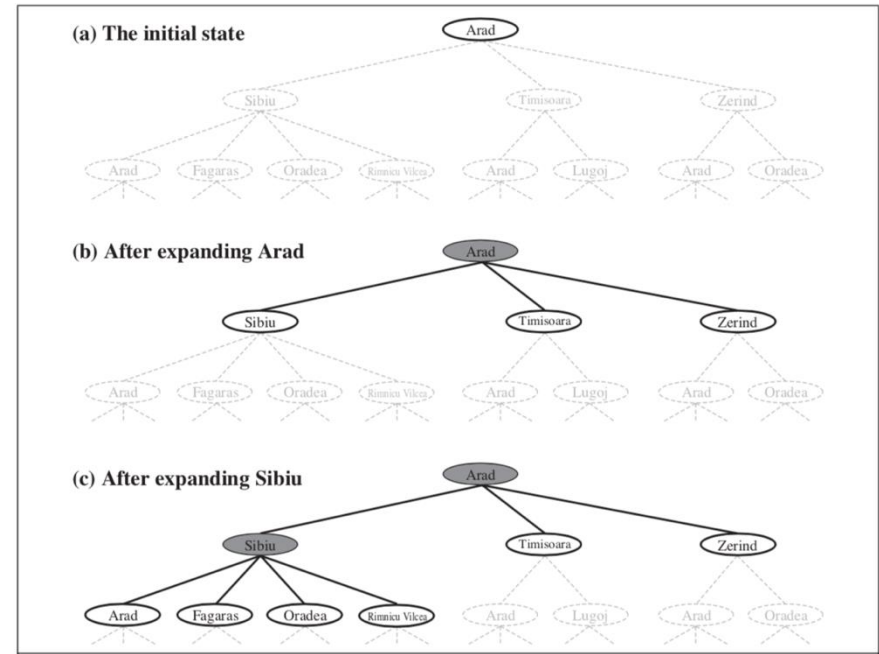 (a) The initial state
Arad
Sibiu Timisoara Zerind
Arad Fagaras Oradea Rimnicu Vilcea Arad Lugoj Arad Oradea
(b) After expanding Arad
Arad
Sibiu Timisoara Zerind
Arad Fagaras Oradea Rimnicu Vilcea Arad Lugoj Arad Oradea
(c) After expanding Sibiu
Arad
Sibiu Timisoara Zerind
Arad Fagaras Oradea Rimnicu Vilcea Arad Lugoj Arad Oradea